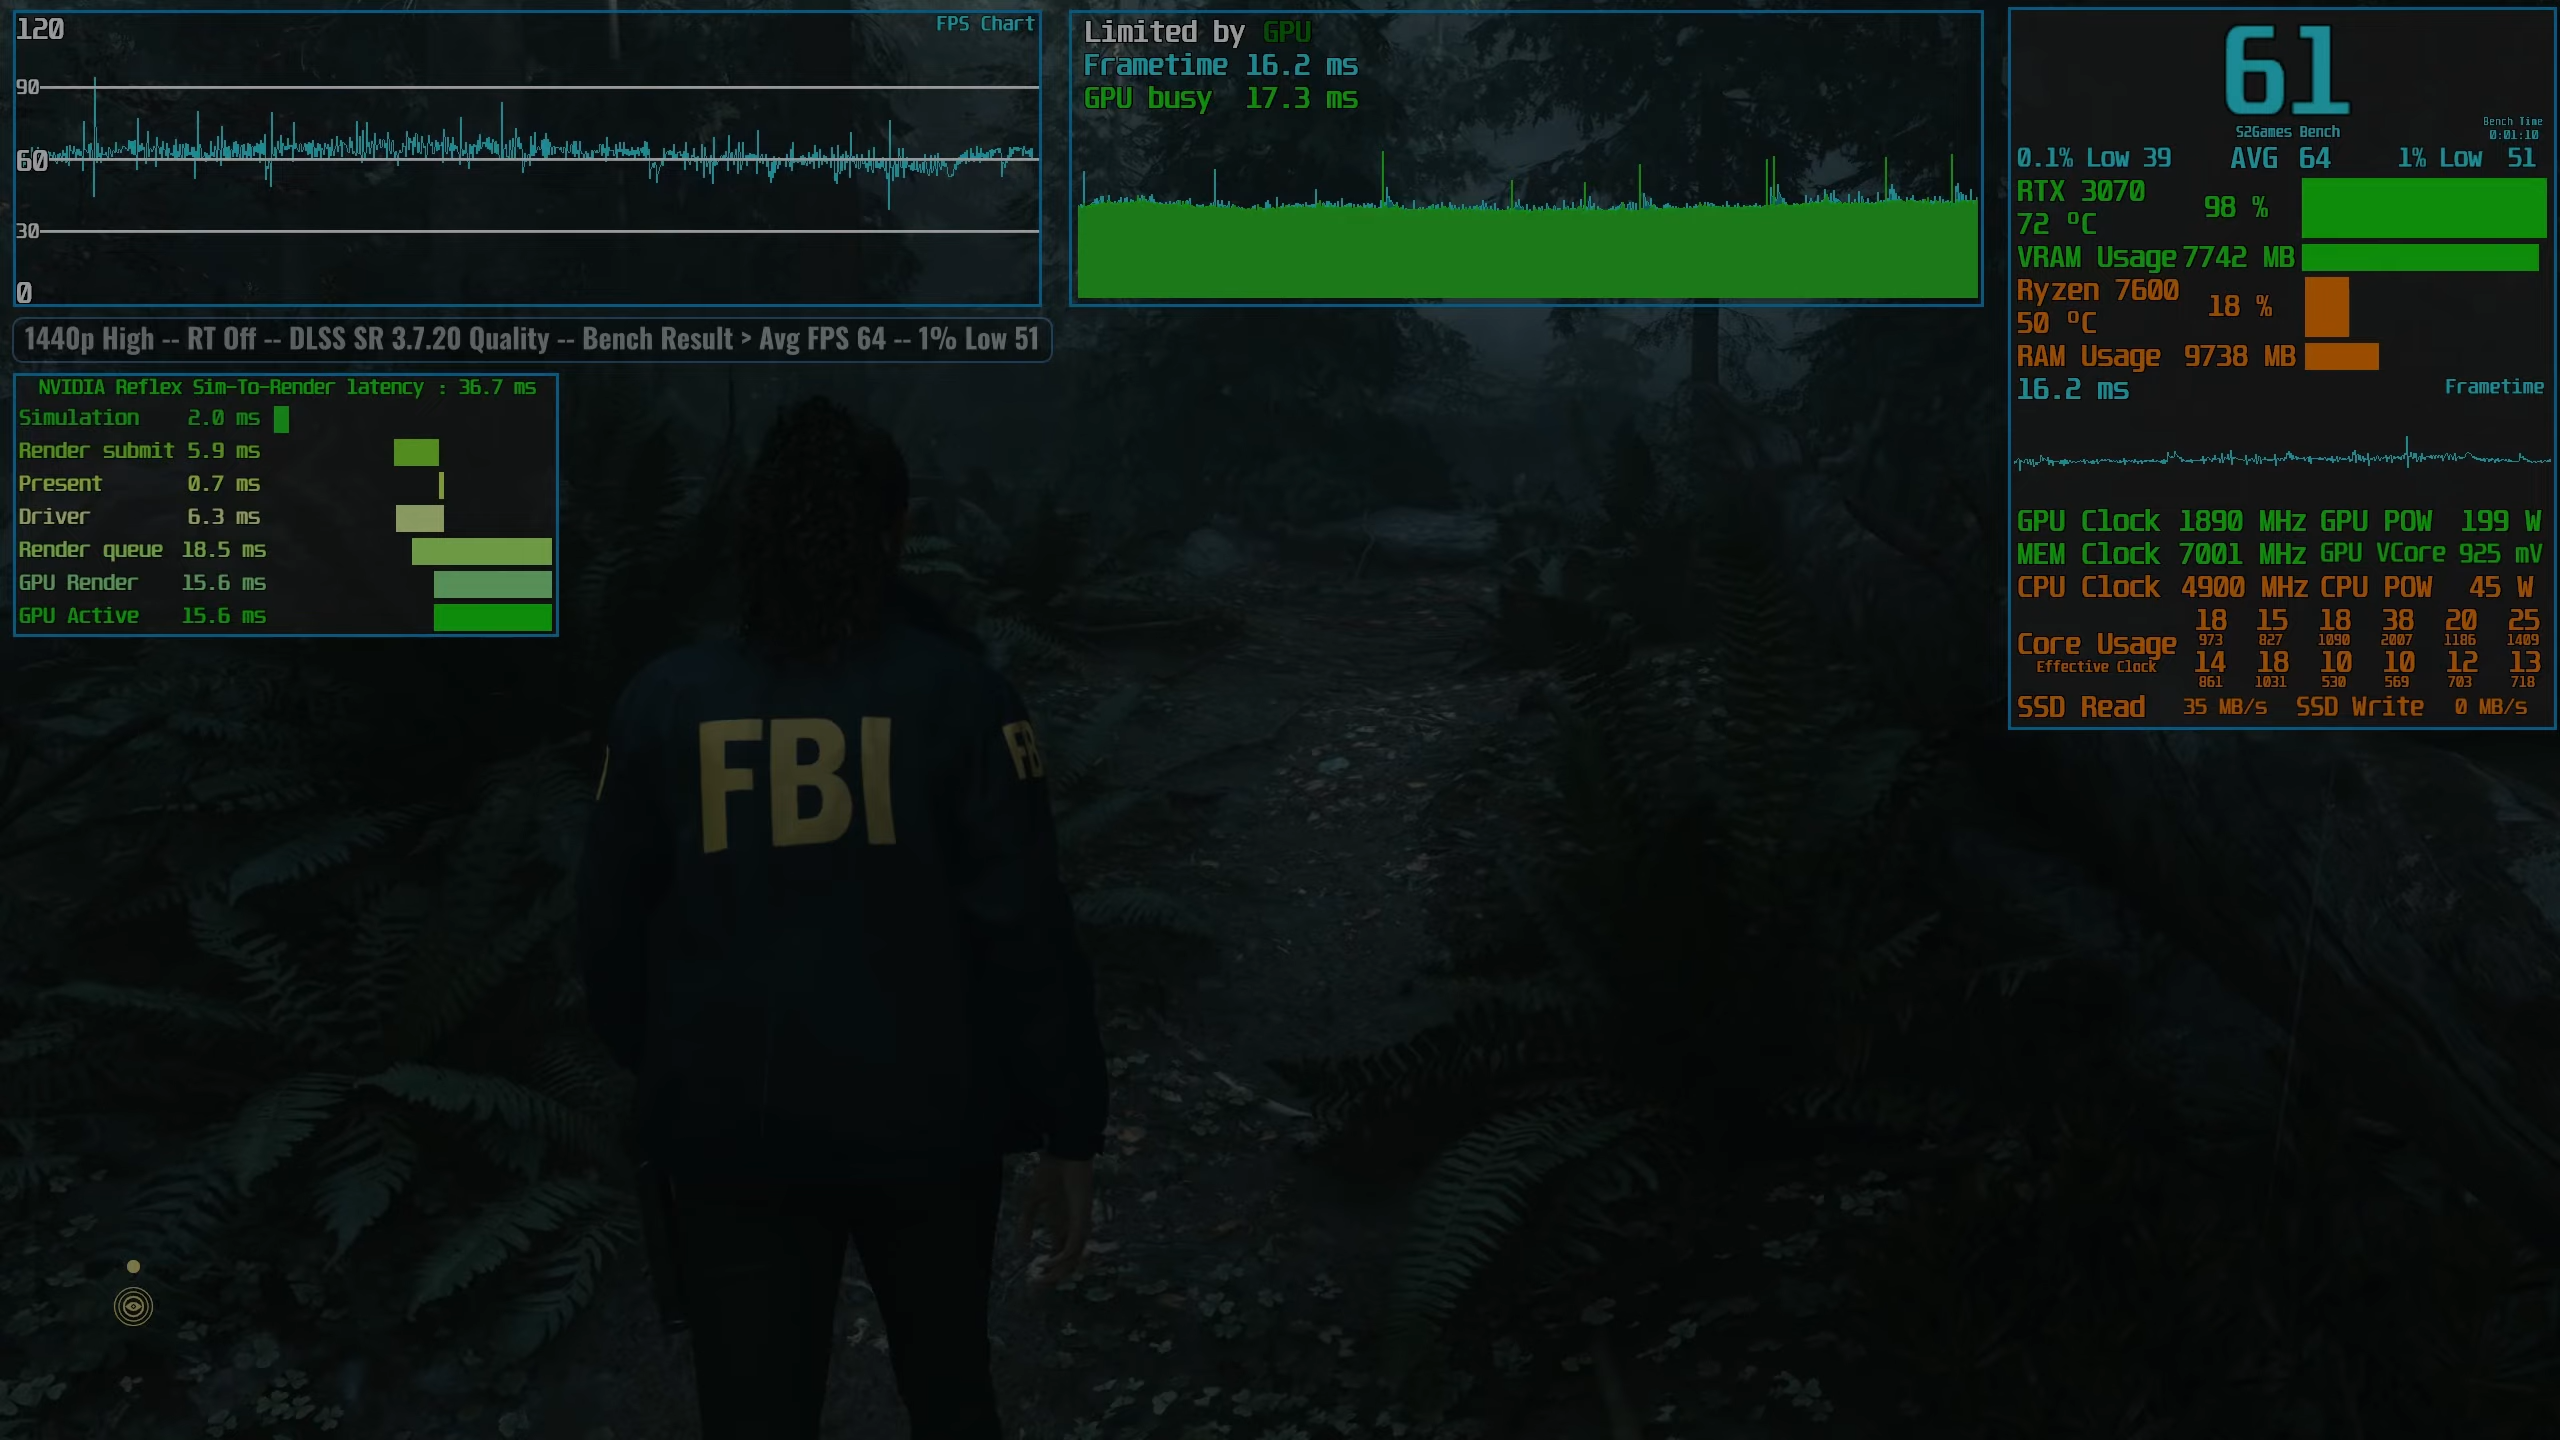 120
FPS Chart
90
60
30
0
Limited by GPU
Frametime 16.2 ms
GPU busy 17.3 ms
61
S2Games Bench
Bench Time
0:01:10
0.1% Low 39 AVG 64 1% Low 51
RTX 3070
72 ºC
98 %
VRAM Usage 7742 MB
Ryzen 7600
50 ºC
18 %
RAM Usage 9738 MB
16.2 ms
Frametime
GPU Clock 1890 MHz GPU POW 199 W
MEM Clock 7001 MHz GPU VCore 925 mV
CPU Clock 4900 MHz CPU POW 45 W
Core Usage
Effective Clock
18 15 18 38 20 25
973 827 1090 2007 1186 1409
14 18 10 10 12 13
861 1031 530 569 703 718
SSD Read 35 MB/s SSD Write 0 MB/s
1440p High -- RT Off -- DLSS SR 3.7.20 Quality -- Bench Result > Avg FPS 64 -- 1% Low 51
NVIDIA Reflex Sim-To-Render latency : 36.7 ms
Simulation 2.0 ms
Render submit 5.9 ms
Present 0.7 ms
Driver 6.3 ms
Render queue 18.5 ms
GPU Render 15.6 ms
GPU Active 15.6 ms
FBI
FB